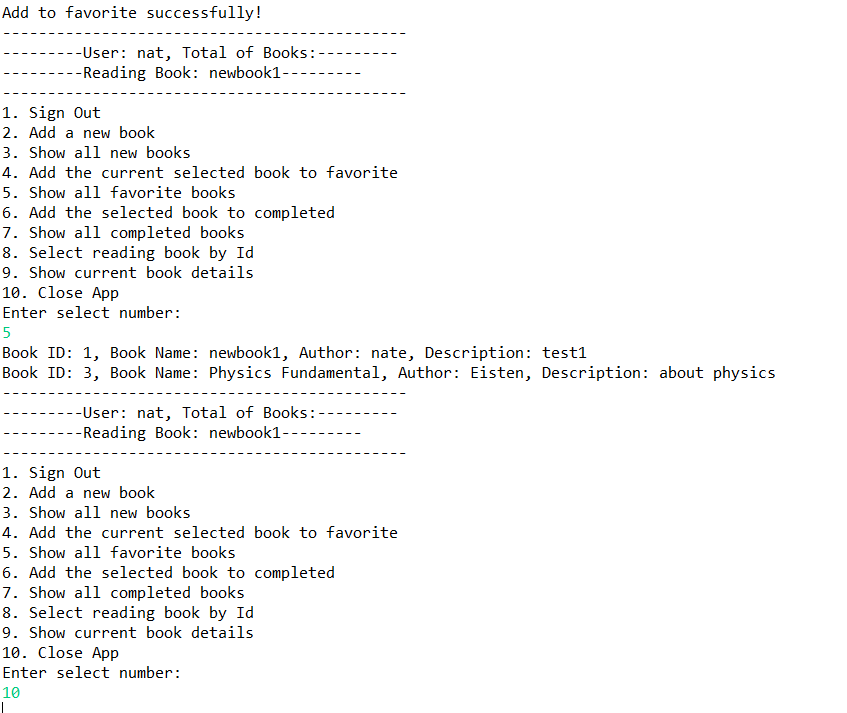 Add to favorite successfully!
---------------------------------------------
---------User: nat, Total of Books:---------
---------Reading Book: newbook1---------
---------------------------------------------
1. Sign Out
2. Add a new book
3. Show all new books
4. Add the current selected book to favorite
5. Show all favorite books
6. Add the selected book to completed
7. Show all completed books
8. Select reading book by Id
9. Show current book details
10. Close App
Enter select number:
5
Book ID: 1, Book Name: newbook1, Author: nate, Description: test1
Book ID: 3, Book Name: Physics Fundamental, Author: Eisten, Description: about physics
---------------------------------------------
---------User: nat, Total of Books:---------
---------Reading Book: newbook1---------
---------------------------------------------
1. Sign Out
2. Add a new book
3. Show all new books
4. Add the current selected book to favorite
5. Show all favorite books
6. Add the selected book to completed
7. Show all completed books
8. Select reading book by Id
9. Show current book details
10. Close App
Enter select number:
10